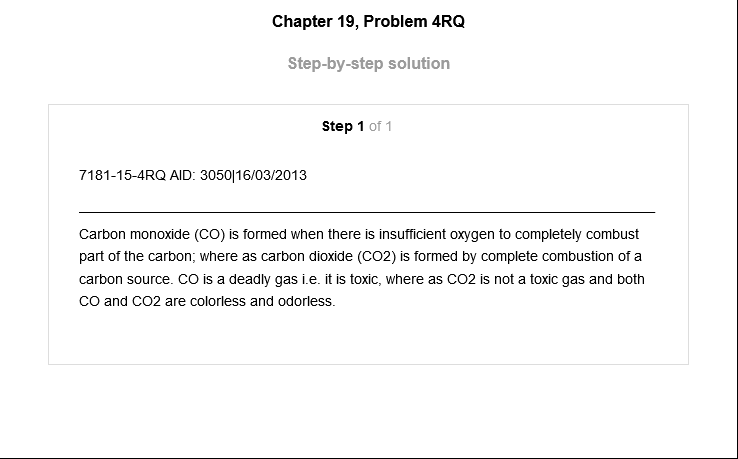 Chapter 19, Problem 4RQ
Step-by-step solution
Step 1 of 1
7181-15-4RQ AID: 3050|16/03/2013
Carbon monoxide (CO) is formed when there is insufficient oxygen to completely combust
part of the carbon; where as carbon dioxide (CO2) is formed by complete combustion of a
carbon source. CO is a deadly gas i.e. it is toxic, where as CO2 is not a toxic gas and both
CO and CO2 are colorless and odorless.